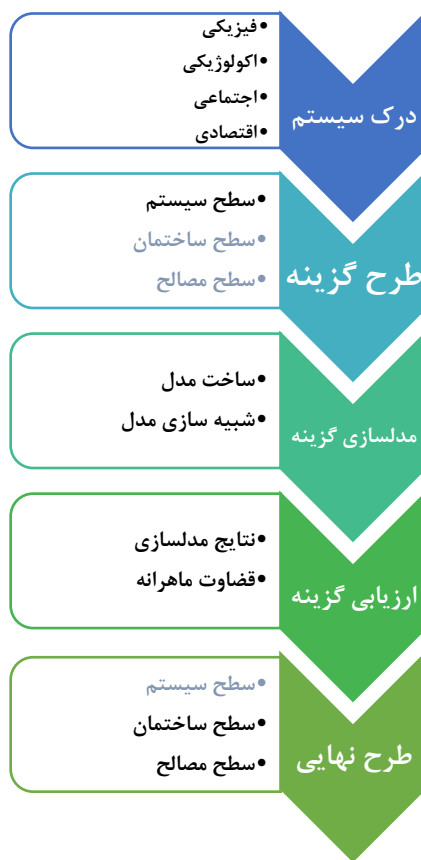 درک سیستم
•فیزیکی
•اکولوژیکی
•اجتماعی
•اقتصادی
طرح گزینه
•سطح سیستم
•سطح ساختمان
•سطح مصالح
مدلسازی گزینه
•ساخت مدل
•شبیه سازی مدل
ارزیابی گزینه
•نتایج مدلسازی
•قضاوت ماهرانه
طرح نهایی
•سطح سیستم
•سطح ساختمان
•سطح مصالح